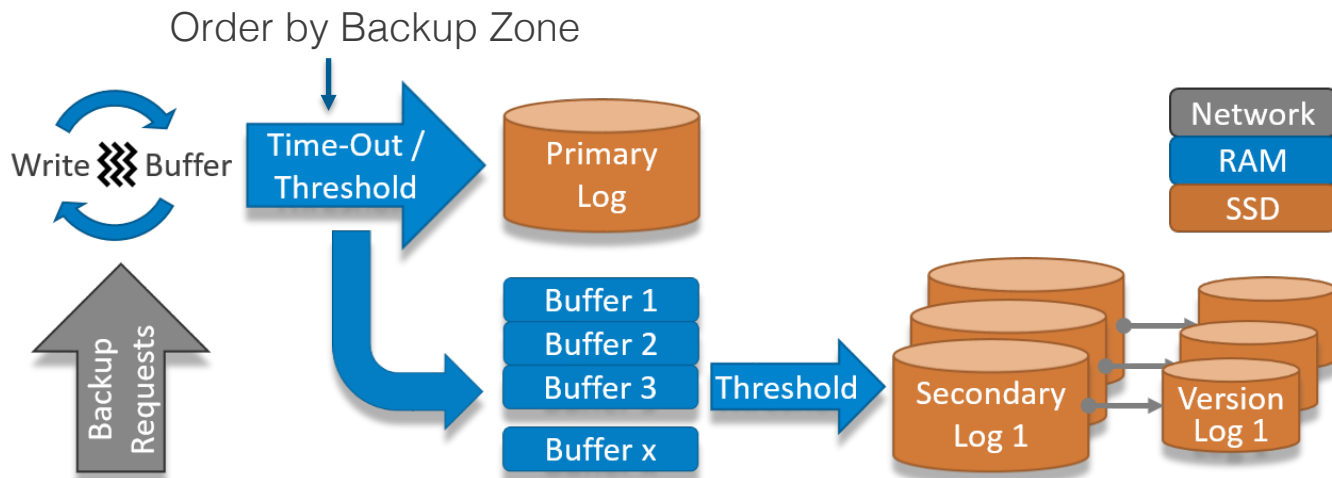 Order by Backup Zone
Write Buffer
Time-Out /
Threshold
Primary
Log
Network
RAM
SSD
Backup
Requests
Buffer 1
Buffer 2
Buffer 3
Buffer x
Threshold
Secondary
Log 1
Version
Log 1